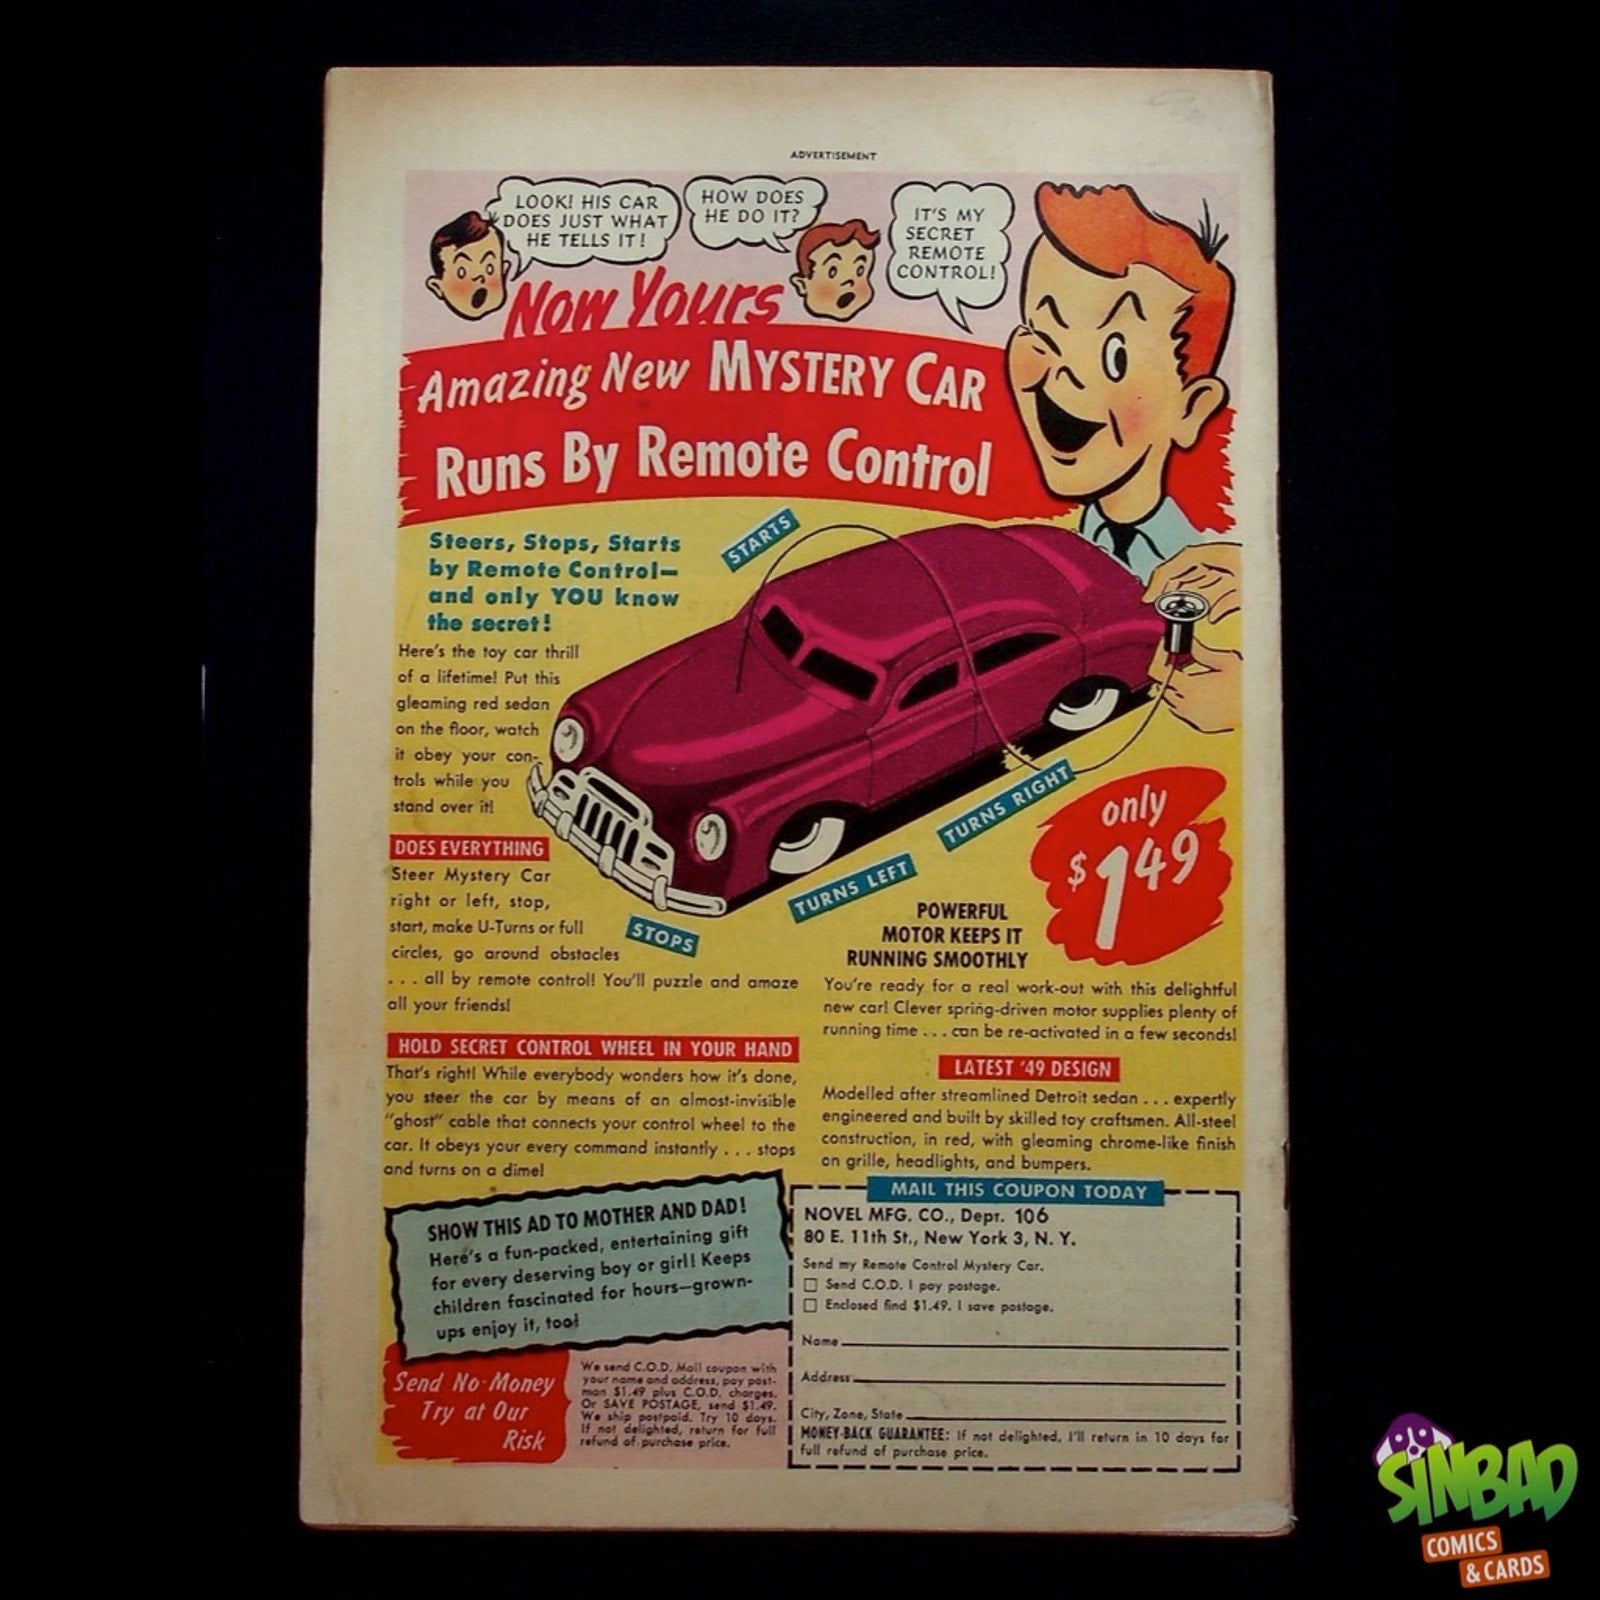 ADVERTISEMENT
LOOK! HIS CAR
DOES JUST WHAT
HE TELLS IT!
HOW DOES
HE DO IT?
IT'S MY
SECRET
REMOTE
CONTROL!
Now Yours
Amazing New MYSTERY CAR
Runs By Remote Control
Steers, Stops, Starts
by Remote Control—
and only YOU know
the secret!
Here's the toy car thrill
of a lifetime! Put this
gleaming red sedan
on the floor, watch
it obey your con-
trols while you
stand over it!
STARTS
TURNS RIGHT
TURNS LEFT
STOPS
only
$1.49
DOES EVERYTHING
Steer Mystery Car
right or left, stop,
start, make U-Turns or full
circles, go around obstacles
. . . all by remote control! You'll puzzle and amaze
all your friends!
HOLD SECRET CONTROL WHEEL IN YOUR HAND
That's right! While everybody wonders how it's done,
you steer the car by means of an almost-invisible
"ghost" cable that connects your control wheel to the
car. It obeys your every command instantly . . . stops
and turns on a dime!
POWERFUL
MOTOR KEEPS IT
RUNNING SMOOTHLY
You're ready for a real work-out with this delightful
new car! Clever spring-driven motor supplies plenty of
running time . . . can be re-activated in a few seconds!
LATEST '49 DESIGN
Modelled after streamlined Detroit sedan . . . expertly
engineered and built by skilled toy craftsmen. All-steel
construction, in red, with gleaming chrome-like finish
on grille, headlights, and bumpers.
SHOW THIS AD TO MOTHER AND DAD!
Here's a fun-packed, entertaining gift
for every deserving boy or girl! Keeps
children fascinated for hours—grown-
ups enjoy it, too!
Send No-Money
Try at Our
Risk
We send C.O.D. Mail coupon with
your name and address, pay post-
man $1.49 plus C.O.D. charges.
Or SAVE POSTAGE, send $1.49.
We ship postpaid. Try 10 days.
If not delighted, return for full
refund of purchase price.
MAIL THIS COUPON TODAY
NOVEL MFG. CO., Dept. 106
80 E. 11th St., New York 3, N. Y.
Send my Remote Control Mystery Car.
Send C.O.D. I pay postage.
Enclosed find $1.49. I save postage.
Name
Address
City, Zone, State
MONEY-BACK GUARANTEE: If not delighted, I'll return in 10 days for
full refund of purchase price.
SINBAD
COMICS
& CARDS